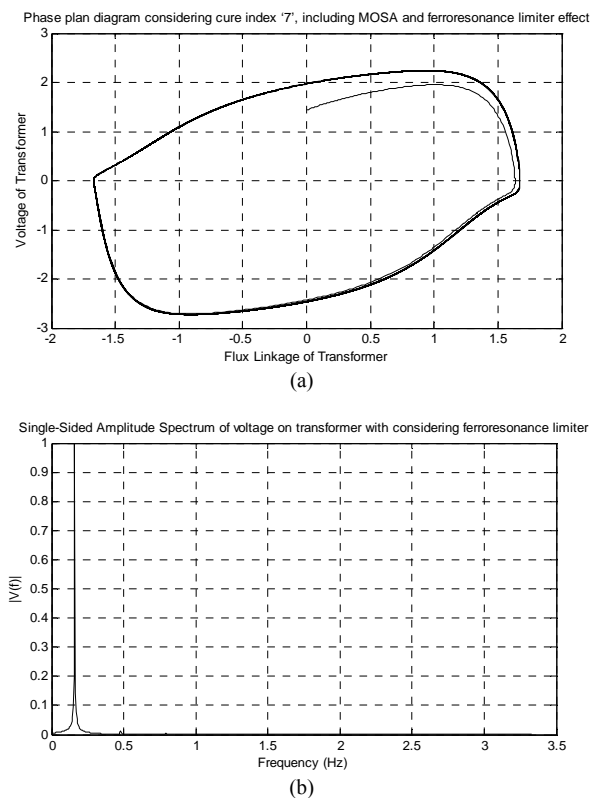 Phase plan diagram considering cure index '7', including MOSA and ferroresonance limiter effect
3
2
1
0
-1
-2
-3
Voltage of Transformer
-2 -1.5 -1 -0.5 0 0.5 1 1.5 2
Flux Linkage of Transformer
(a)
Single-Sided Amplitude Spectrum of voltage on transformer with considering ferroresonance limiter
1
0.9
0.8
0.7
0.6
0.5
0.4
0.3
0.2
0.1
0
|V(f)|
0 0.5 1 1.5 2 2.5 3 3.5
Frequency (Hz)
(b)